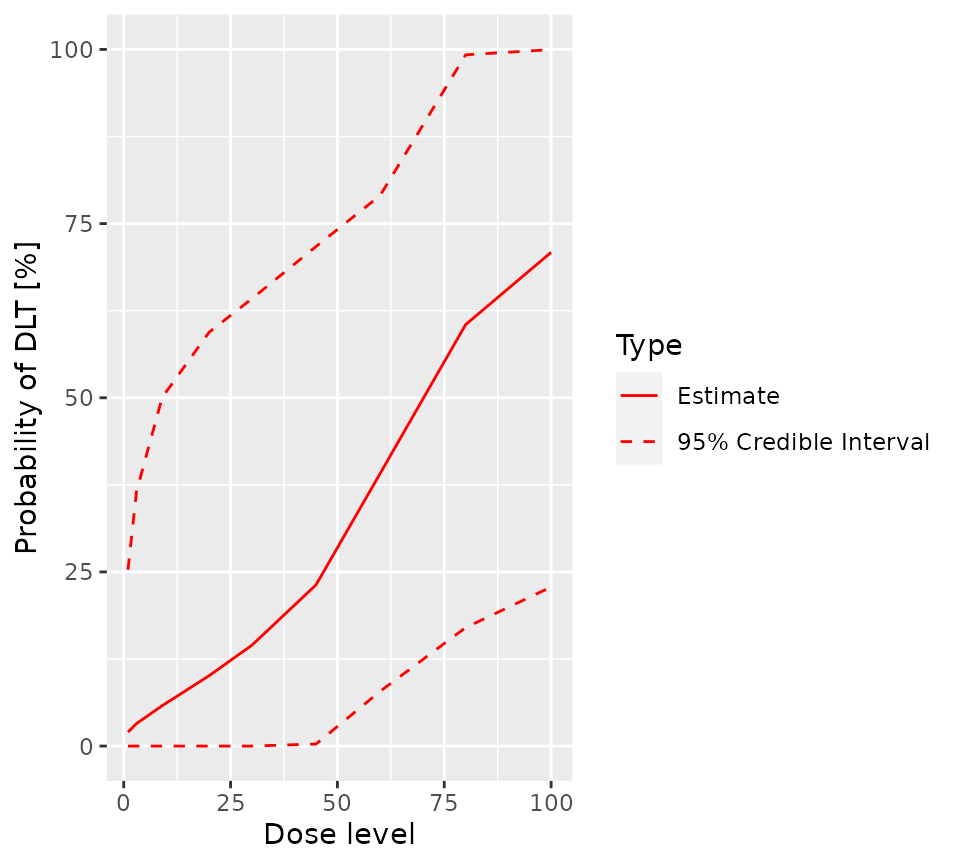 Probability of DLT [%]
100
75
50
25
0
0 25 50 75 100
Dose level
Type
Estimate
95% Credible Interval